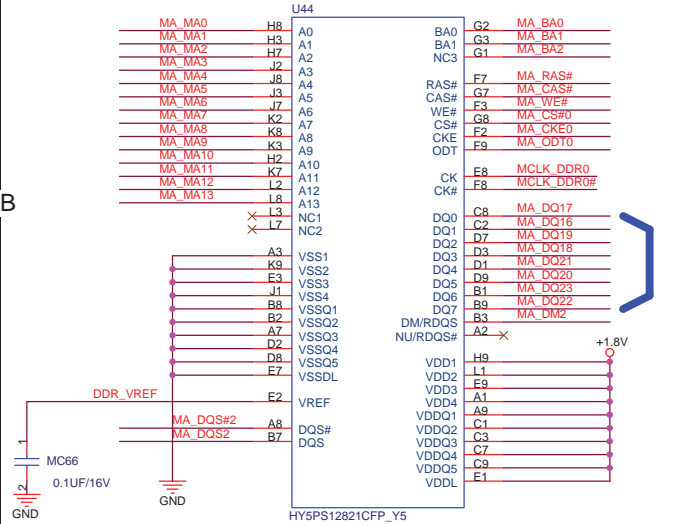 U44
MA_MA0 H8 A0 BA0 G2 MA_BA0
MA_MA1 H3 A1 BA1 G3 MA_BA1
MA_MA2 H7 A2 NC3 G1 MA_BA2
MA_MA3 J2 A3
MA_MA4 J8 A4 RAS# F7 MA_RAS#
MA_MA5 J3 A5 CAS# G7 MA_CAS#
MA_MA6 J7 A6 WE# F3 MA_WE#
MA_MA7 K2 A7 CS# G8 MA_CS#0
MA_MA8 K8 A8 CKE F2 MA_CKE0
MA_MA9 K3 A9 ODT F9 MA_ODT0
MA_MA10 H2 A10
MA_MA11 K7 A11 CK E8 MCLK_DDR0
MA_MA12 L2 A12 CK# F8 MCLK_DDR0#
MA_MA13 L8 A13
B
L3 NC1 DQ0 C8 MA_DQ17
L7 NC2 DQ1 C2 MA_DQ16
DQ2 D7 MA_DQ19
A3 VSS1 DQ3 D3 MA_DQ18
K9 VSS2 DQ4 D1 MA_DQ21
E3 VSS3 DQ5 D9 MA_DQ20
J1 VSS4 DQ6 B1 MA_DQ23
B8 VSSQ1 DQ7 B9 MA_DQ22
B2 VSSQ2 DM/RDQS B3 MA_DM2
A7 VSSQ3 NU/RDQS# A2
+1.8V
D2 VSSQ4
D8 VSSQ5 VDD1 H9
E7 VSSDL VDD2 L1
VDD3 E9
DDR_VREF E2 VREF VDD4 A1
VDDQ1 A9
MA_DQS#2 A8 DQS# VDDQ2 C1
MA_DQS2 B7 DQS VDDQ3 C3
VDDQ4 C7
1
MC66
VDDQ5 C9
0.1UF/16V
VDDL E1
2
GND
GND
HY5PS12821CFP_Y5